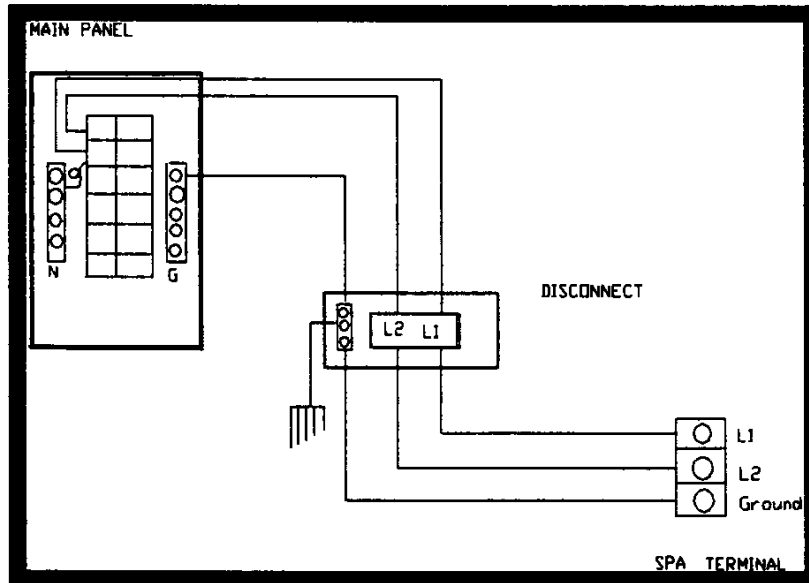 MAIN PANEL
N
G
DISCONNECT
L2 L1
L1
L2
Ground
SPA TERMINAL